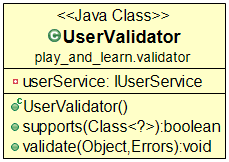 <<Java Class>>
UserValidator
play_and_learn.validator
userService: IUserService
UserValidator()
supports(Class<?>):boolean
validate(Object,Errors):void